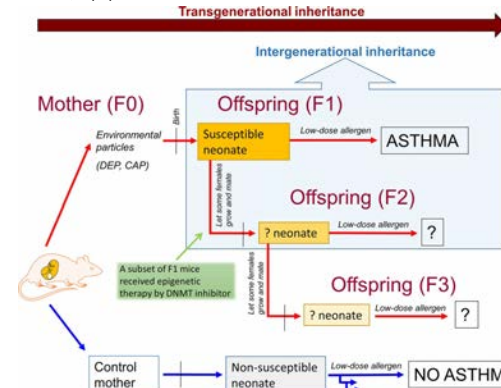 Transgenerational inheritance
Intergenerational inheritance
Mother (F0)
Offspring (F1)
Birth
Environmental
particles
(DEP, CAP)
Susceptible
neonate
Low-dose allergen
ASTHMA
Let some females
grow and mate
Offspring (F2)
? neonate
Low-dose allergen
?
A subset of F1 mice
received epigenetic
therapy by DNMT inhibitor
Let some females
grow and mate
Offspring (F3)
? neonate
Low-dose allergen
?
Control
mother
Non-susceptible
neonate
Low-dose allergen
NO ASTHM